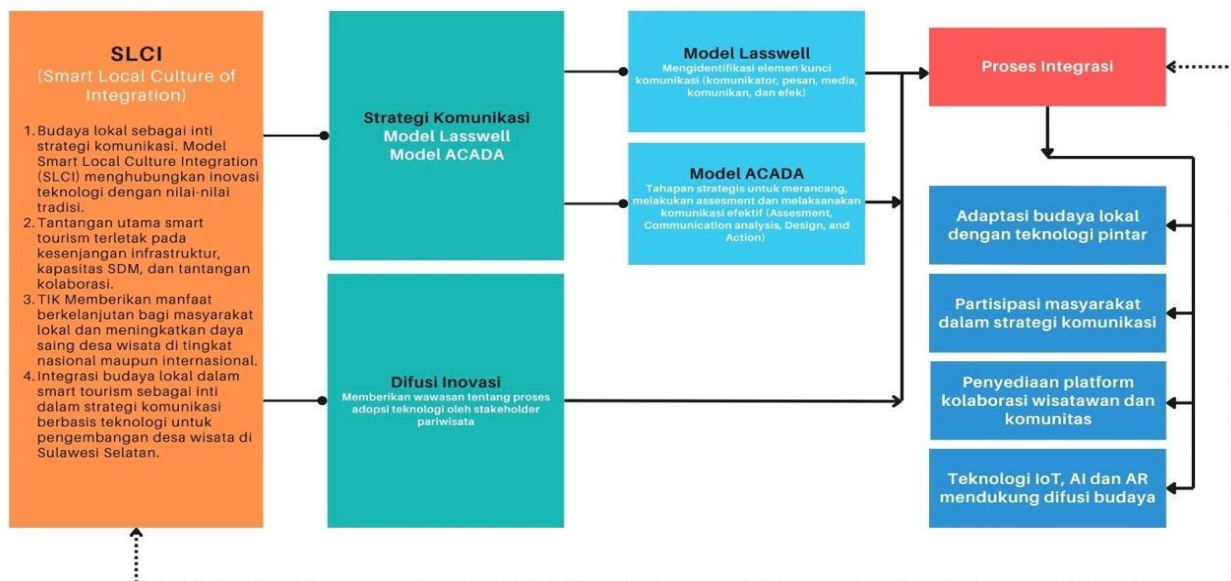 SLCI
(Smart Local Culture of
Integration)
1. Budaya lokal sebagai inti
strategi komunikasi. Model
Smart Local Culture Integration
(SLCI) menghubungkan inovasi
teknologi dengan nilai-nilai
tradisi.
2. Tantangan utama smart
tourism terletak pada
kesenjangan infrastruktur,
kapasitas SDM, dan tantangan
kolaborasi.
3. TIK Memberikan manfaat
berkelanjutan bagi masyarakat
lokal dan meningkatkan daya
saing desa wisata di tingkat
nasional maupun internasional.
4. Integrasi budaya lokal dalam
smart tourism sebagai inti
dalam strategi komunikasi
berbasis teknologi untuk
pengembangan desa wisata di
Sulawesi Selatan.
Strategi Komunikasi
Model Lasswell
Model ACADA
Difusi Inovasi
Memberikan wawasan tentang proses
adopsi teknologi oleh stakeholder
pariwisata
Model Lasswell
Mengidentifikasi elemen kunci
komunikasi (komunikator, pesan, media,
komunikan, dan efek)
Model ACADA
Tahapan strategis untuk merancang,
melakukan assesment dan melaksanakan
komunikasi efektif (Assesment,
Communication analysis, Design, and
Action)
Proses Integrasi
Adaptasi budaya lokal
dengan teknologi pintar
Partisipasi masyarakat
dalam strategi komunikasi
Penyediaan platform
kolaborasi wisatawan dan
komunitas
Teknologi IoT, AI dan AR
mendukung difusi budaya